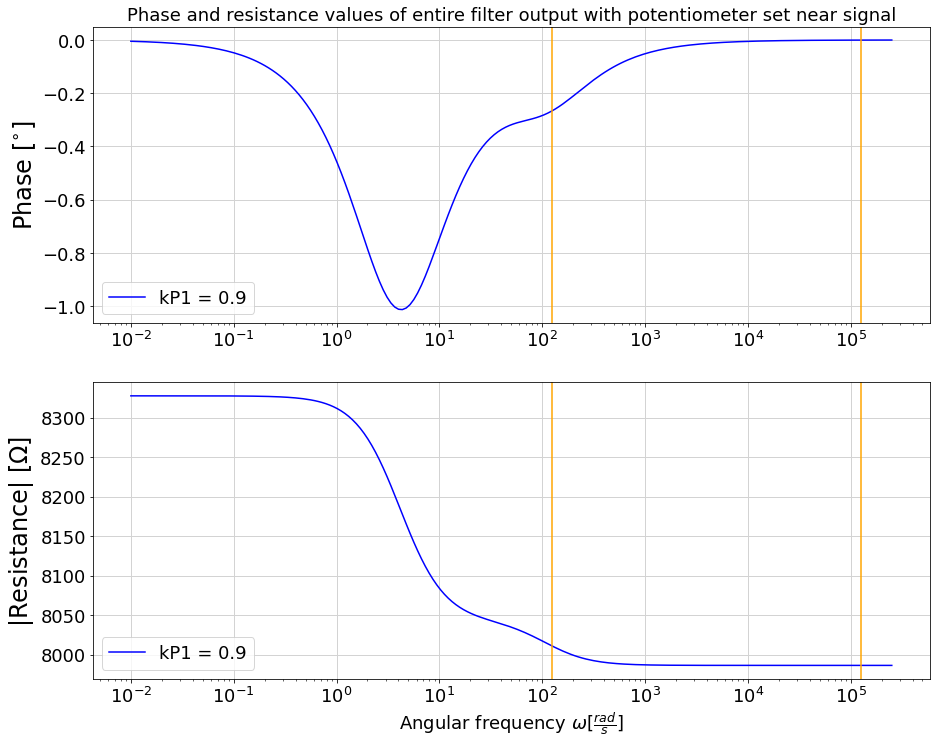 Phase and resistance values of entire filter output with potentiometer set near signal
Phase [°]
0.0
−0.2
−0.4
−0.6
−0.8
−1.0
kP1 = 0.9
10⁻² 10⁻¹ 10⁰ 10¹ 10² 10³ 10⁴ 10⁵
|Resistance| [Ω]
8300
8250
8200
8150
8100
8050
8000
kP1 = 0.9
10⁻² 10⁻¹ 10⁰ 10¹ 10² 10³ 10⁴ 10⁵
Angular frequency ω[rad/s]